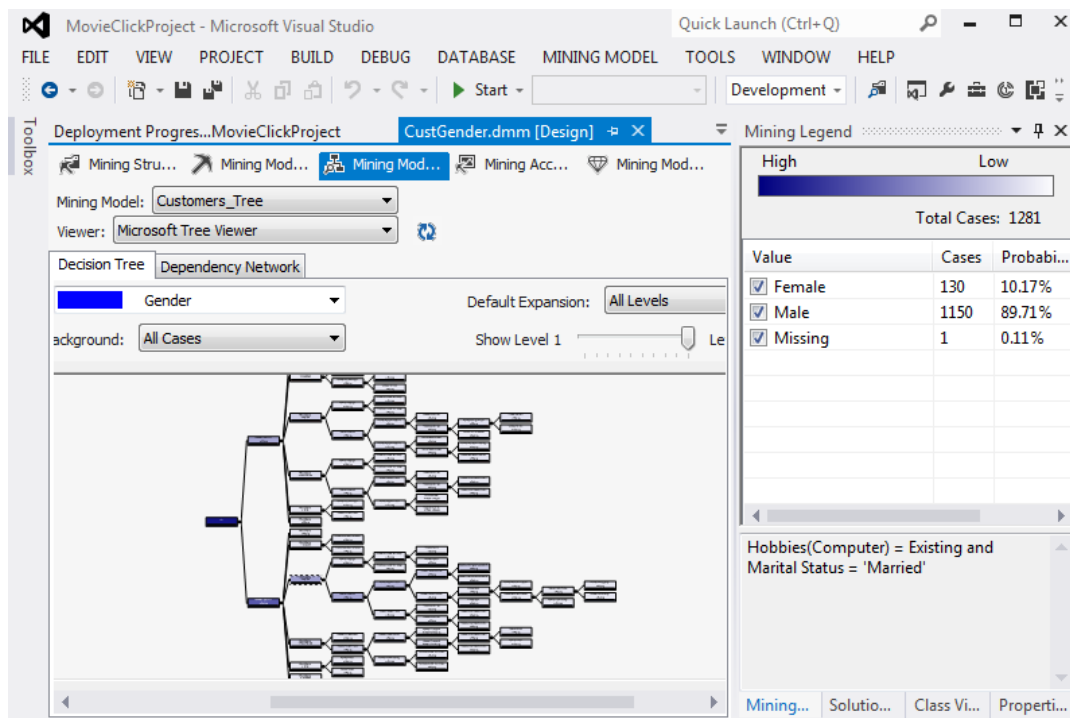 MovieClickProject - Microsoft Visual Studio
Quick Launch (Ctrl+Q)
FILE EDIT VIEW PROJECT BUILD DEBUG DATABASE MINING MODEL TOOLS WINDOW HELP
Start
Development
Toolbox
Deployment Progres...MovieClickProject
CustGender.dmm [Design]
Mining Stru...
Mining Mod...
Mining Mod...
Mining Acc...
Mining Mod...
Mining Model: Customers_Tree
Viewer: Microsoft Tree Viewer
Decision Tree
Dependency Network
Gender
Default Expansion: All Levels
ackground: All Cases
Show Level 1
Le
Mining Legend
High Low
Total Cases: 1281
Value Cases Probabi...
Female 130 10.17%
Male 1150 89.71%
Missing 1 0.11%
Hobbies(Computer) = Existing and
Marital Status = 'Married'
Mining...
Solutio...
Class Vi...
Properti...